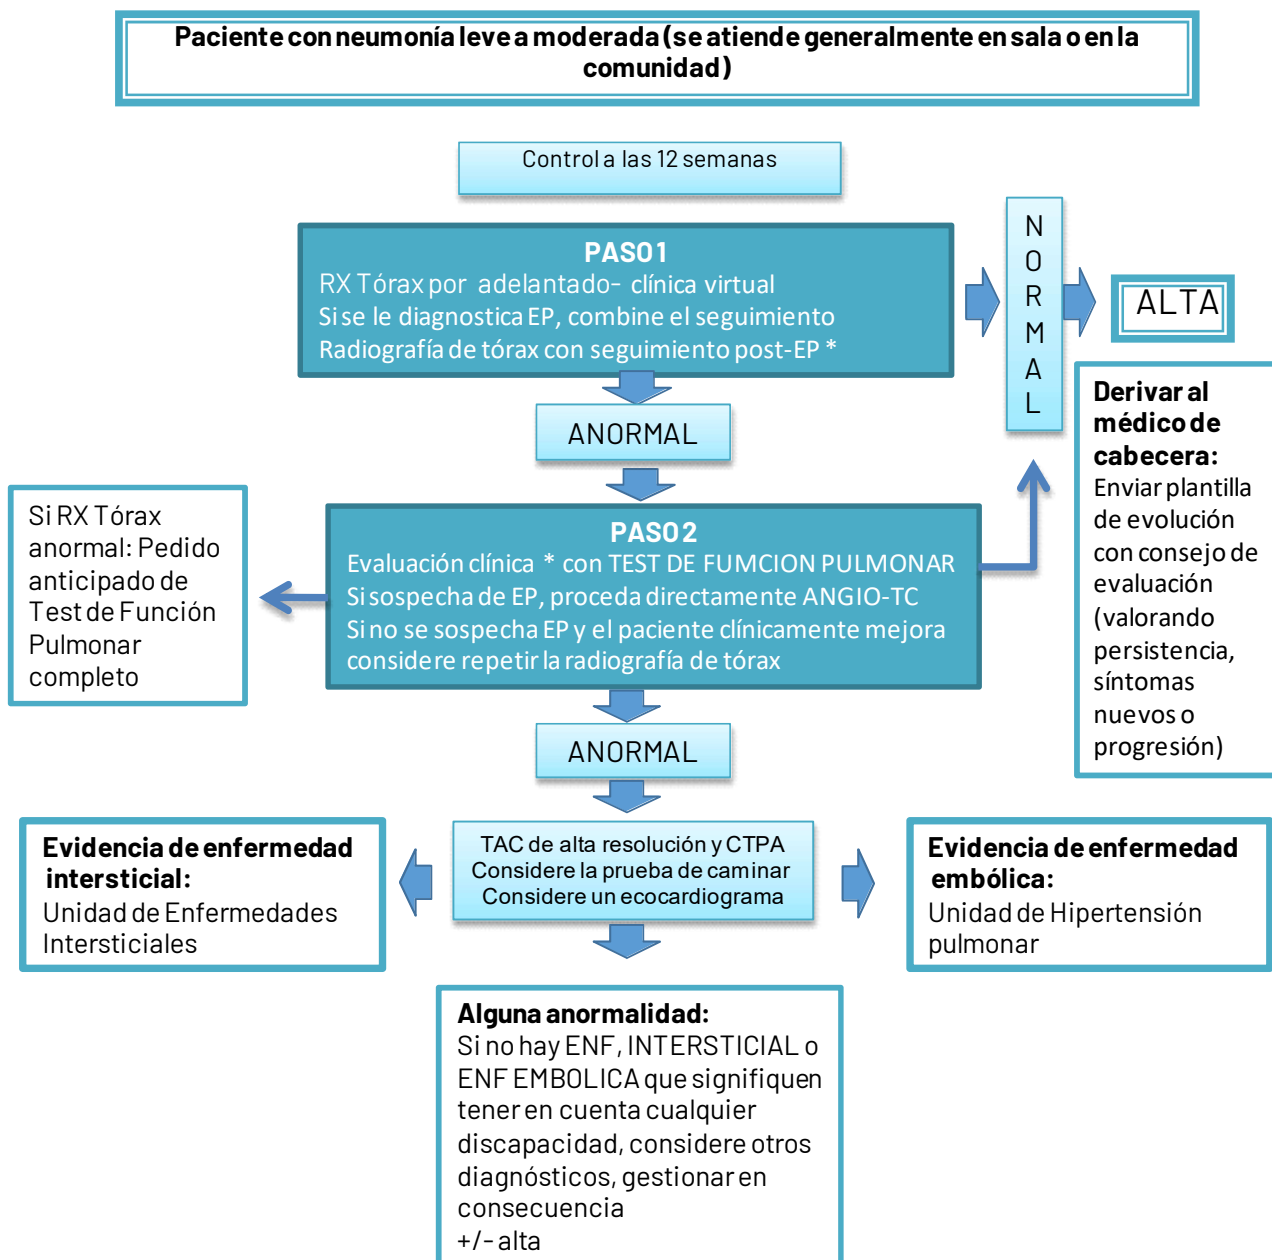 Paciente con neumonía leve a moderada (se atiende generalmente en sala o en la
comunidad)
Control a las 12 semanas
PASO 1
RX Tórax por adelantado- clínica virtual
Si se le diagnostica EP, combine el seguimiento
Radiografía de tórax con seguimiento post-EP *
N
O
R
M
A
L
ALTA
Derivar al
médico de
cabecera:
Enviar plantilla
de evolución
con consejo de
evaluación
(valorando
persistencia,
síntomas
nuevos o
progresión)
ANORMAL
Si RX Tórax
anormal: Pedido
anticipado de
Test de Función
Pulmonar
completo
PASO 2
Evaluación clínica * con TEST DE FUMCION PULMONAR
Si sospecha de EP, proceda directamente ANGIO-TC
Si no se sospecha EP y el paciente clínicamente mejora
considere repetir la radiografía de tórax
ANORMAL
Evidencia de enfermedad
intersticial:
Unidad de Enfermedades
Intersticiales
TAC de alta resolución y CTPA
Considere la prueba de caminar
Considere un ecocardiograma
Evidencia de enfermedad
embólica:
Unidad de Hipertensión
pulmonar
Alguna anormalidad:
Si no hay ENF, INTERSTICIAL o
ENF EMBOLICA que signifiquen
tener en cuenta cualquier
discapacidad, considere otros
diagnósticos, gestionar en
consecuencia
+/- alta